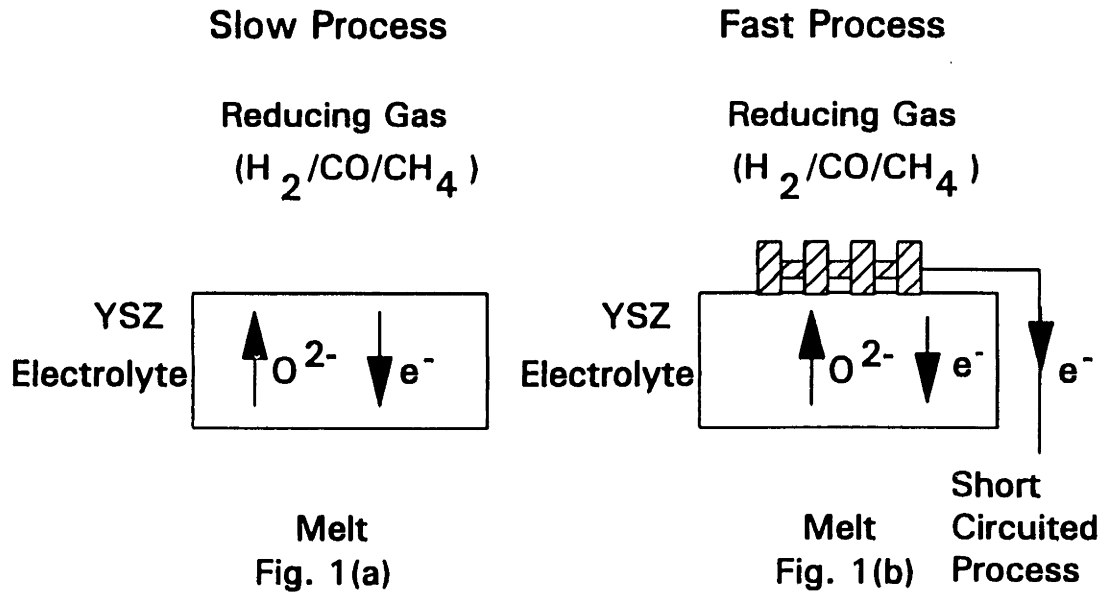 Slow Process
Reducing Gas
(H2/CO/CH4)
YSZ
Electrolyte
O2-
e-
Melt
Fig. 1(a)
Fast Process
Reducing Gas
(H2/CO/CH4)
YSZ
Electrolyte
O2-
e-
e-
Short
Circuited
Process
Melt
Fig. 1(b)